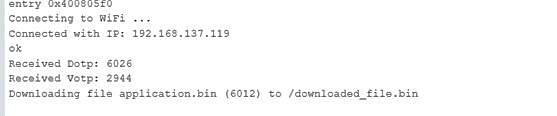 entry 0x400805f0
Connecting to WiFi ...
Connected with IP: 192.168.137.119
ok
Received Dotp: 6026
Received Votp: 2944
Downloading file application.bin (6012) to /downloaded_file.bin